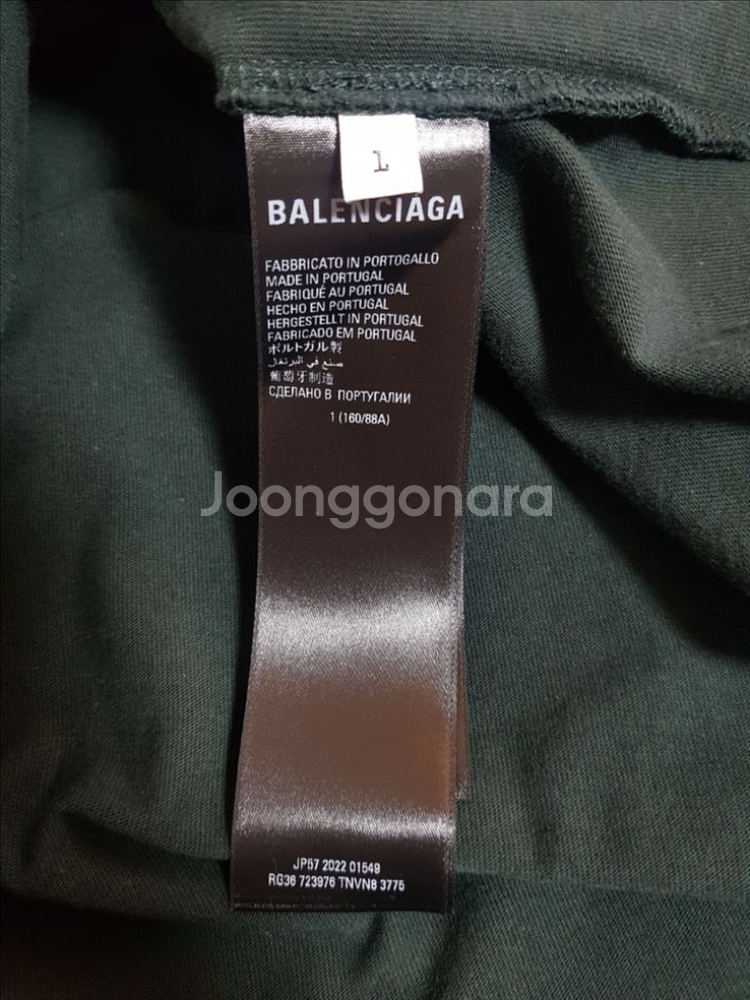 1
BALENCIAGA
FABBRICATO IN PORTOGALLO
MADE IN PORTUGAL
FABRIQUÉ AU PORTUGAL
HECHO EN PORTUGAL
HERGESTELLT IN PORTUGAL
FABRICADO EM PORTUGAL
ポルトガル製
صنع في البرتغال
葡萄牙制造
СДЕЛАНО В ПОРТУГАЛИИ
1 (160/88A)
Joonggonara
JP57 2022 01549
RG36 723976 TNVN8 3775